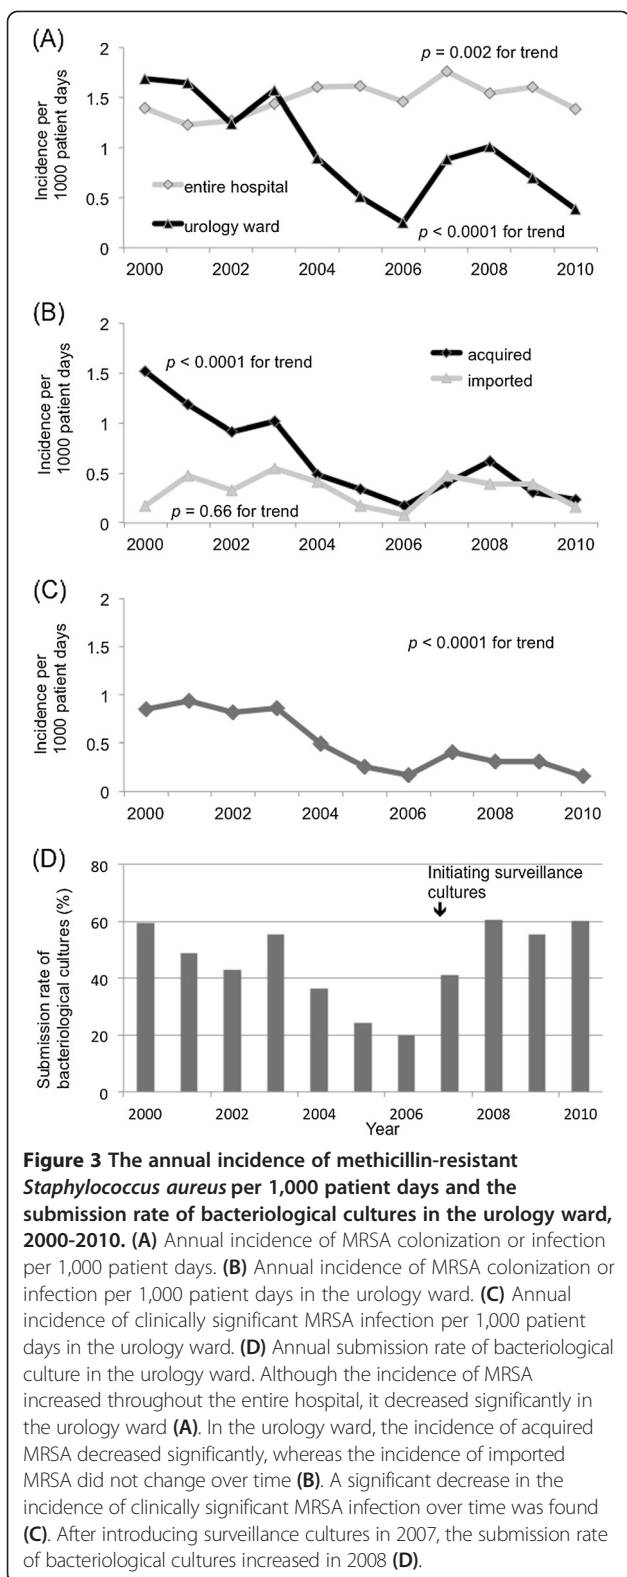 (A)
2
p = 0.002 for trend
1.5
1
0.5
0
Incidence per
1000 patient days
entire hospital
urology ward
p < 0.0001 for trend
2000 2002 2004 2006 2008 2010
(B)
2
p < 0.0001 for trend
acquired
imported
1.5
1
0.5
0
Incidence per
1000 patient days
p = 0.66 for trend
2000 2002 2004 2006 2008 2010
(C)
2
p < 0.0001 for trend
1.5
1
0.5
0
Incidence per
1000 patient days
2000 2002 2004 2006 2008 2010
(D)
80
Initiating surveillance
cultures
60
40
20
0
Submission rate of
bacteriological cultures (%)
2000 2002 2004 2006 2008 2010
Year
Figure 3 The annual incidence of methicillin-resistant
Staphylococcus aureus per 1,000 patient days and the
submission rate of bacteriological cultures in the urology ward,
2000-2010. (A) Annual incidence of MRSA colonization or infection
per 1,000 patient days. (B) Annual incidence of MRSA colonization or
infection per 1,000 patient days in the urology ward. (C) Annual
incidence of clinically significant MRSA infection per 1,000 patient
days in the urology ward. (D) Annual submission rate of bacteriological
culture in the urology ward. Although the incidence of MRSA
increased throughout the entire hospital, it decreased significantly in
the urology ward (A). In the urology ward, the incidence of acquired
MRSA decreased significantly, whereas the incidence of imported
MRSA did not change over time (B). A significant decrease in the
incidence of clinically significant MRSA infection over time was found
(C). After introducing surveillance cultures in 2007, the submission rate
of bacteriological cultures increased in 2008 (D).